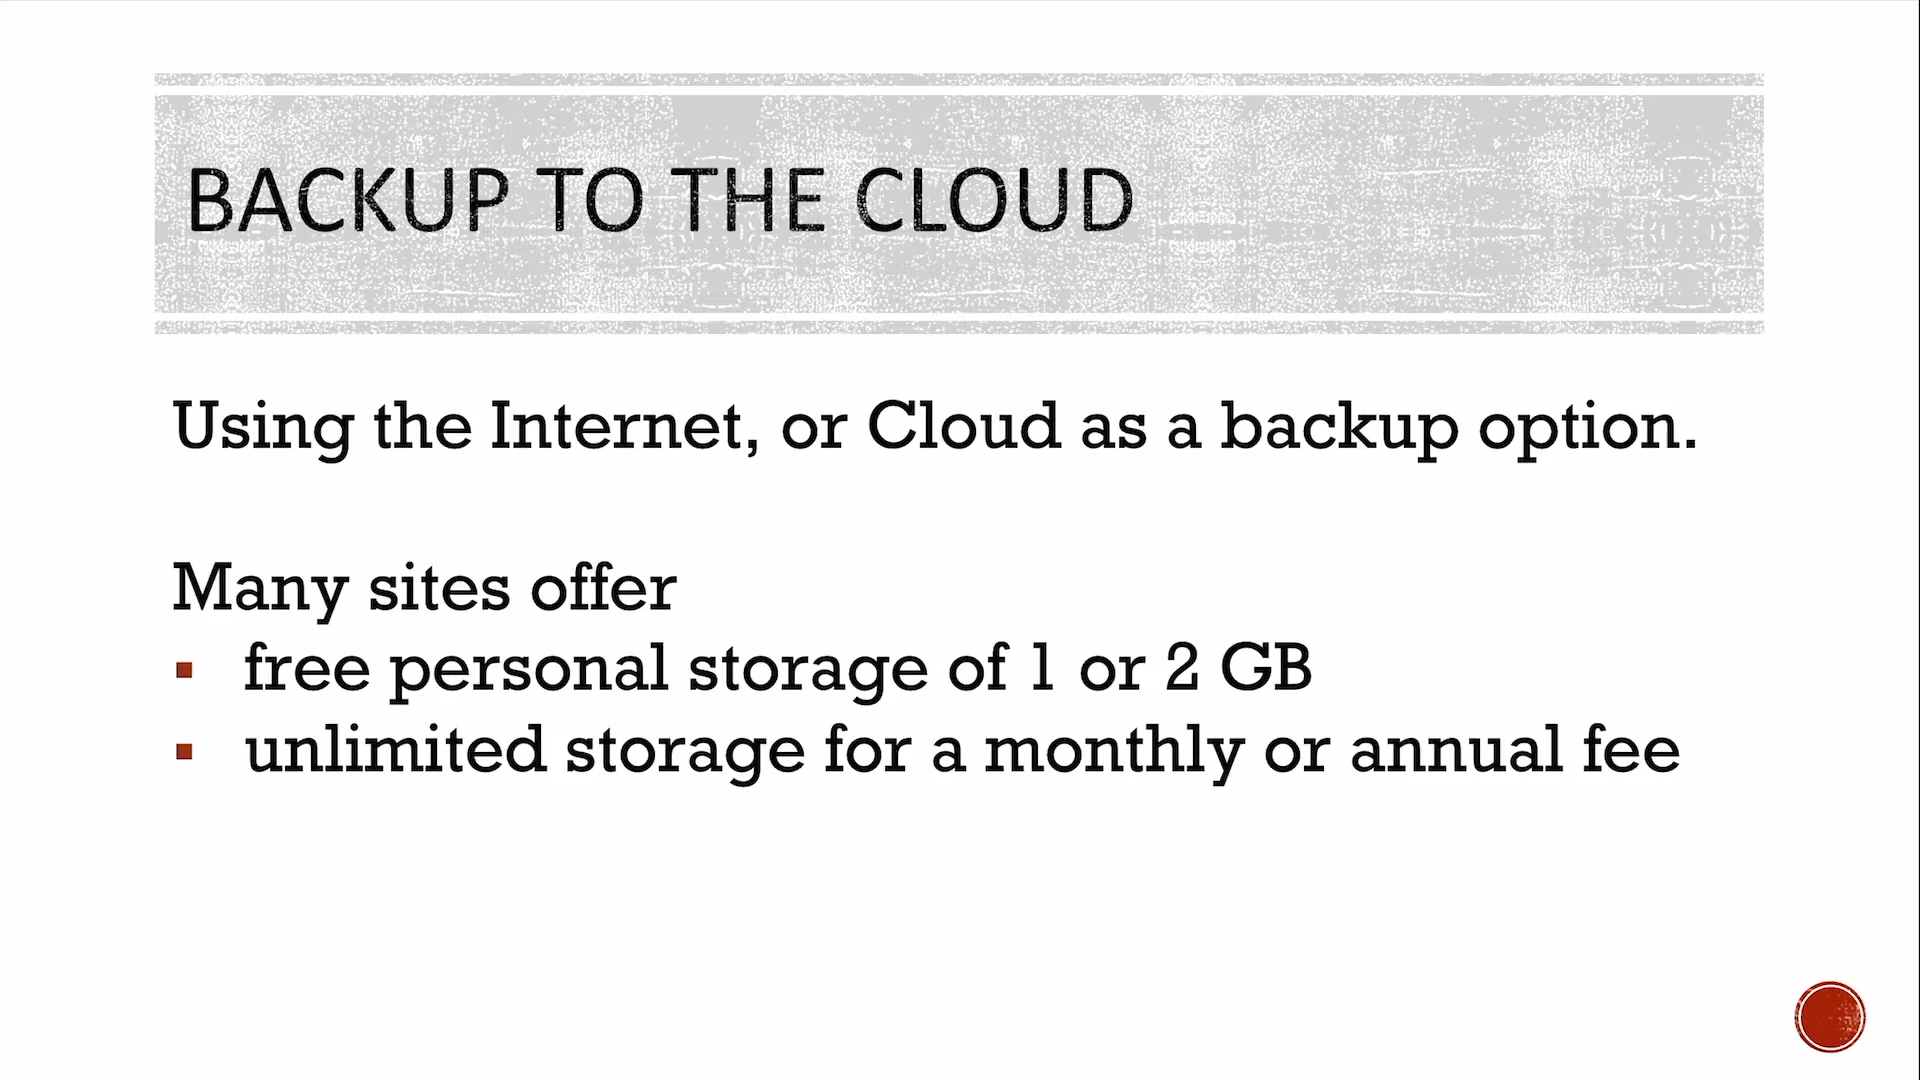 BACKUP TO THE CLOUD
Using the Internet, or Cloud as a backup option.
Many sites offer
▪ free personal storage of 1 or 2 GB
▪ unlimited storage for a monthly or annual fee